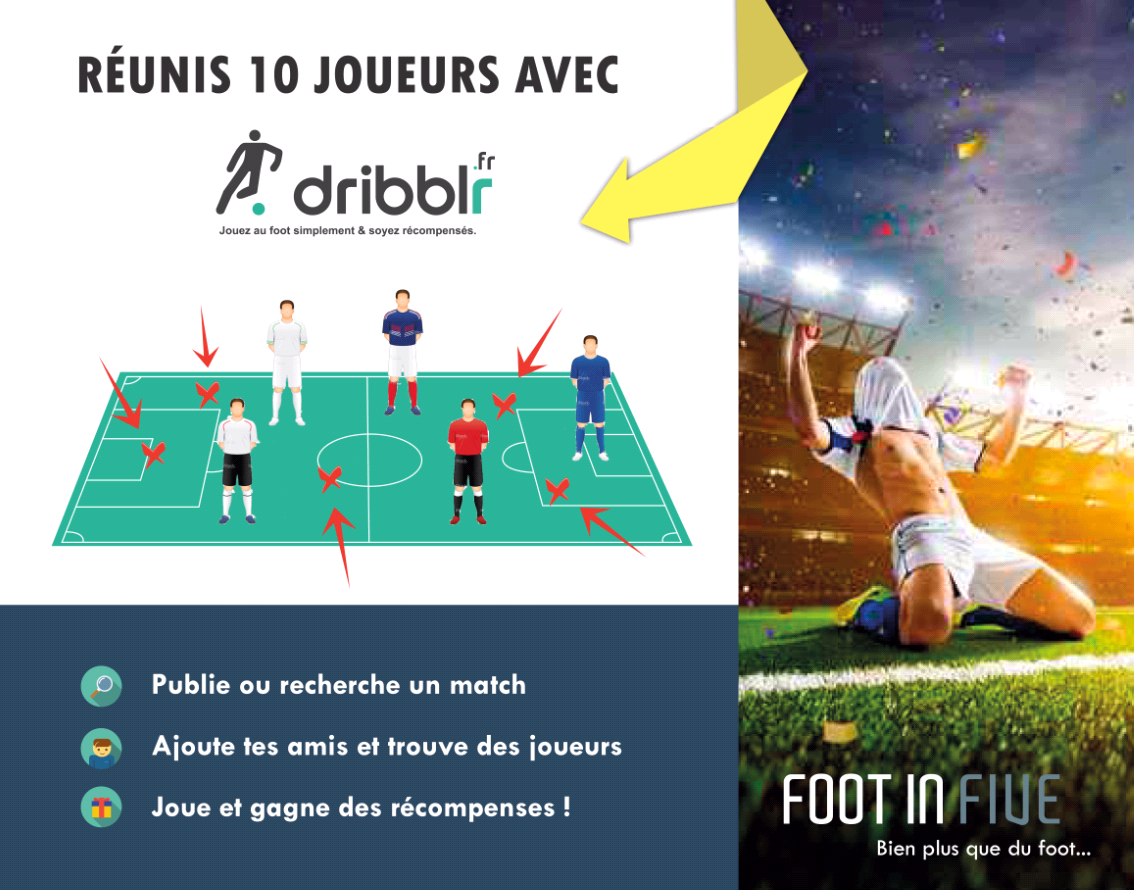 RÉUNIS 10 JOUEURS AVEC
dribblr.fr
Jouez au foot simplement & soyez récompensés.
Publie ou recherche un match
Ajoute tes amis et trouve des joueurs
Joue et gagne des récompenses !
FOOT IN FIVE
Bien plus que du foot...